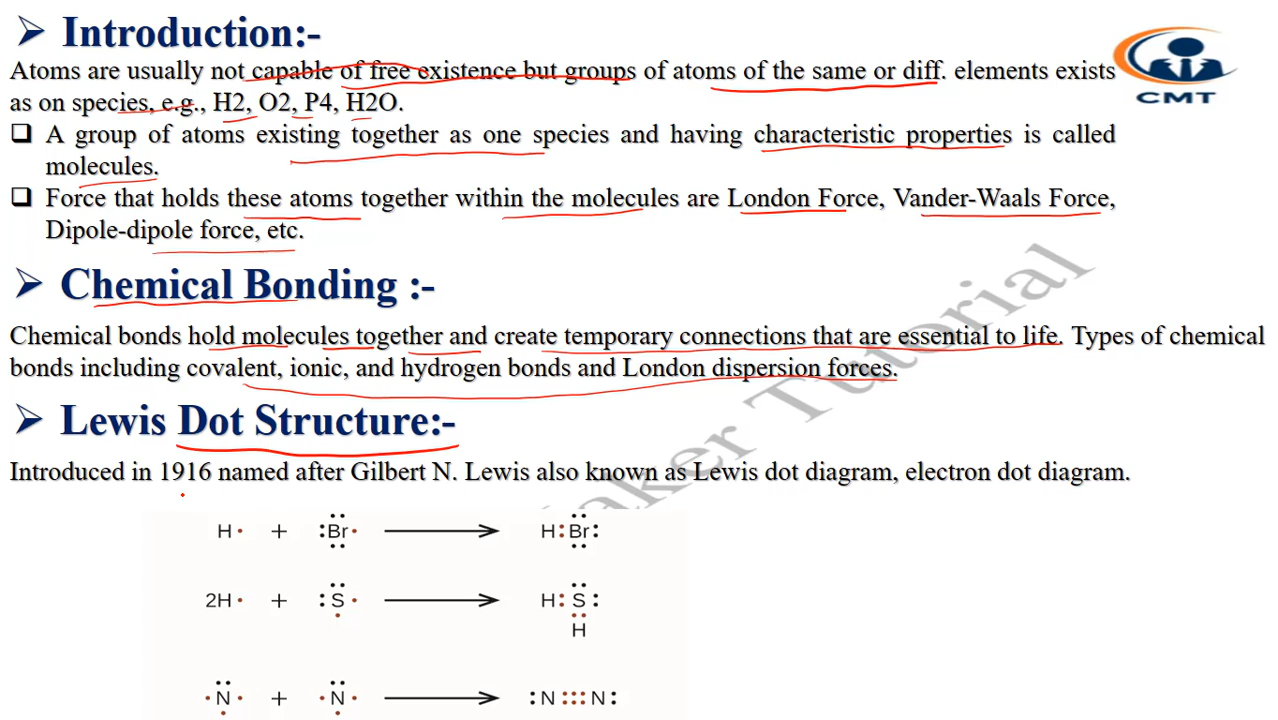 ➤ Introduction:-
Atoms are usually not capable of free existence but groups of atoms of the same or diff. elements exists
as on species, e.g., H2, O2, P4, H2O.
❑ A group of atoms existing together as one species and having characteristic properties is called
molecules.
❑ Force that holds these atoms together within the molecules are London Force, Vander-Waals Force,
Dipole-dipole force, etc.
➤ Chemical Bonding :-
Chemical bonds hold molecules together and create temporary connections that are essential to life. Types of chemical
bonds including covalent, ionic, and hydrogen bonds and London dispersion forces.
➤ Lewis Dot Structure:-
Introduced in 1916 named after Gilbert N. Lewis also known as Lewis dot diagram, electron dot diagram.
H + Br H Br
2H + S H S
H
N + N N N
CMT
aker Tutorial